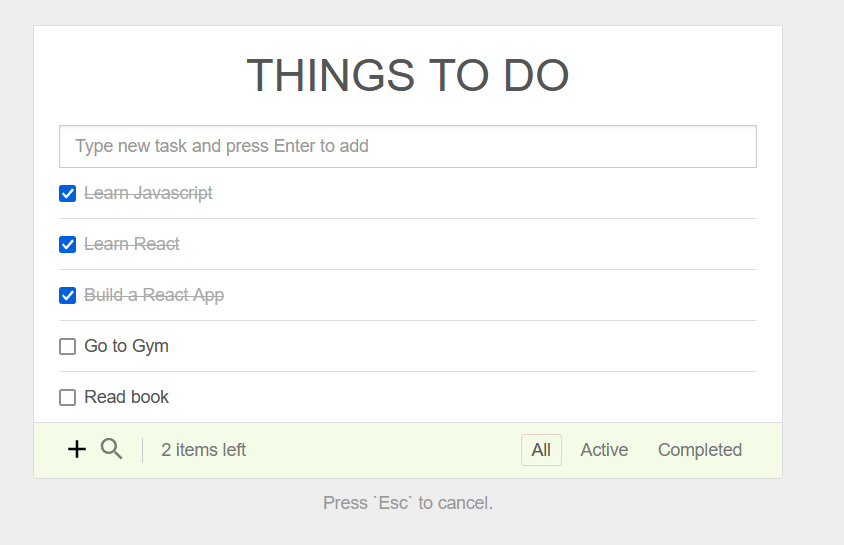 THINGS TO DO
Type new task and press Enter to add
Learn Javascript
Learn React
Build a React App
Go to Gym
Read book
2 items left All Active Completed
Press `Esc` to cancel.